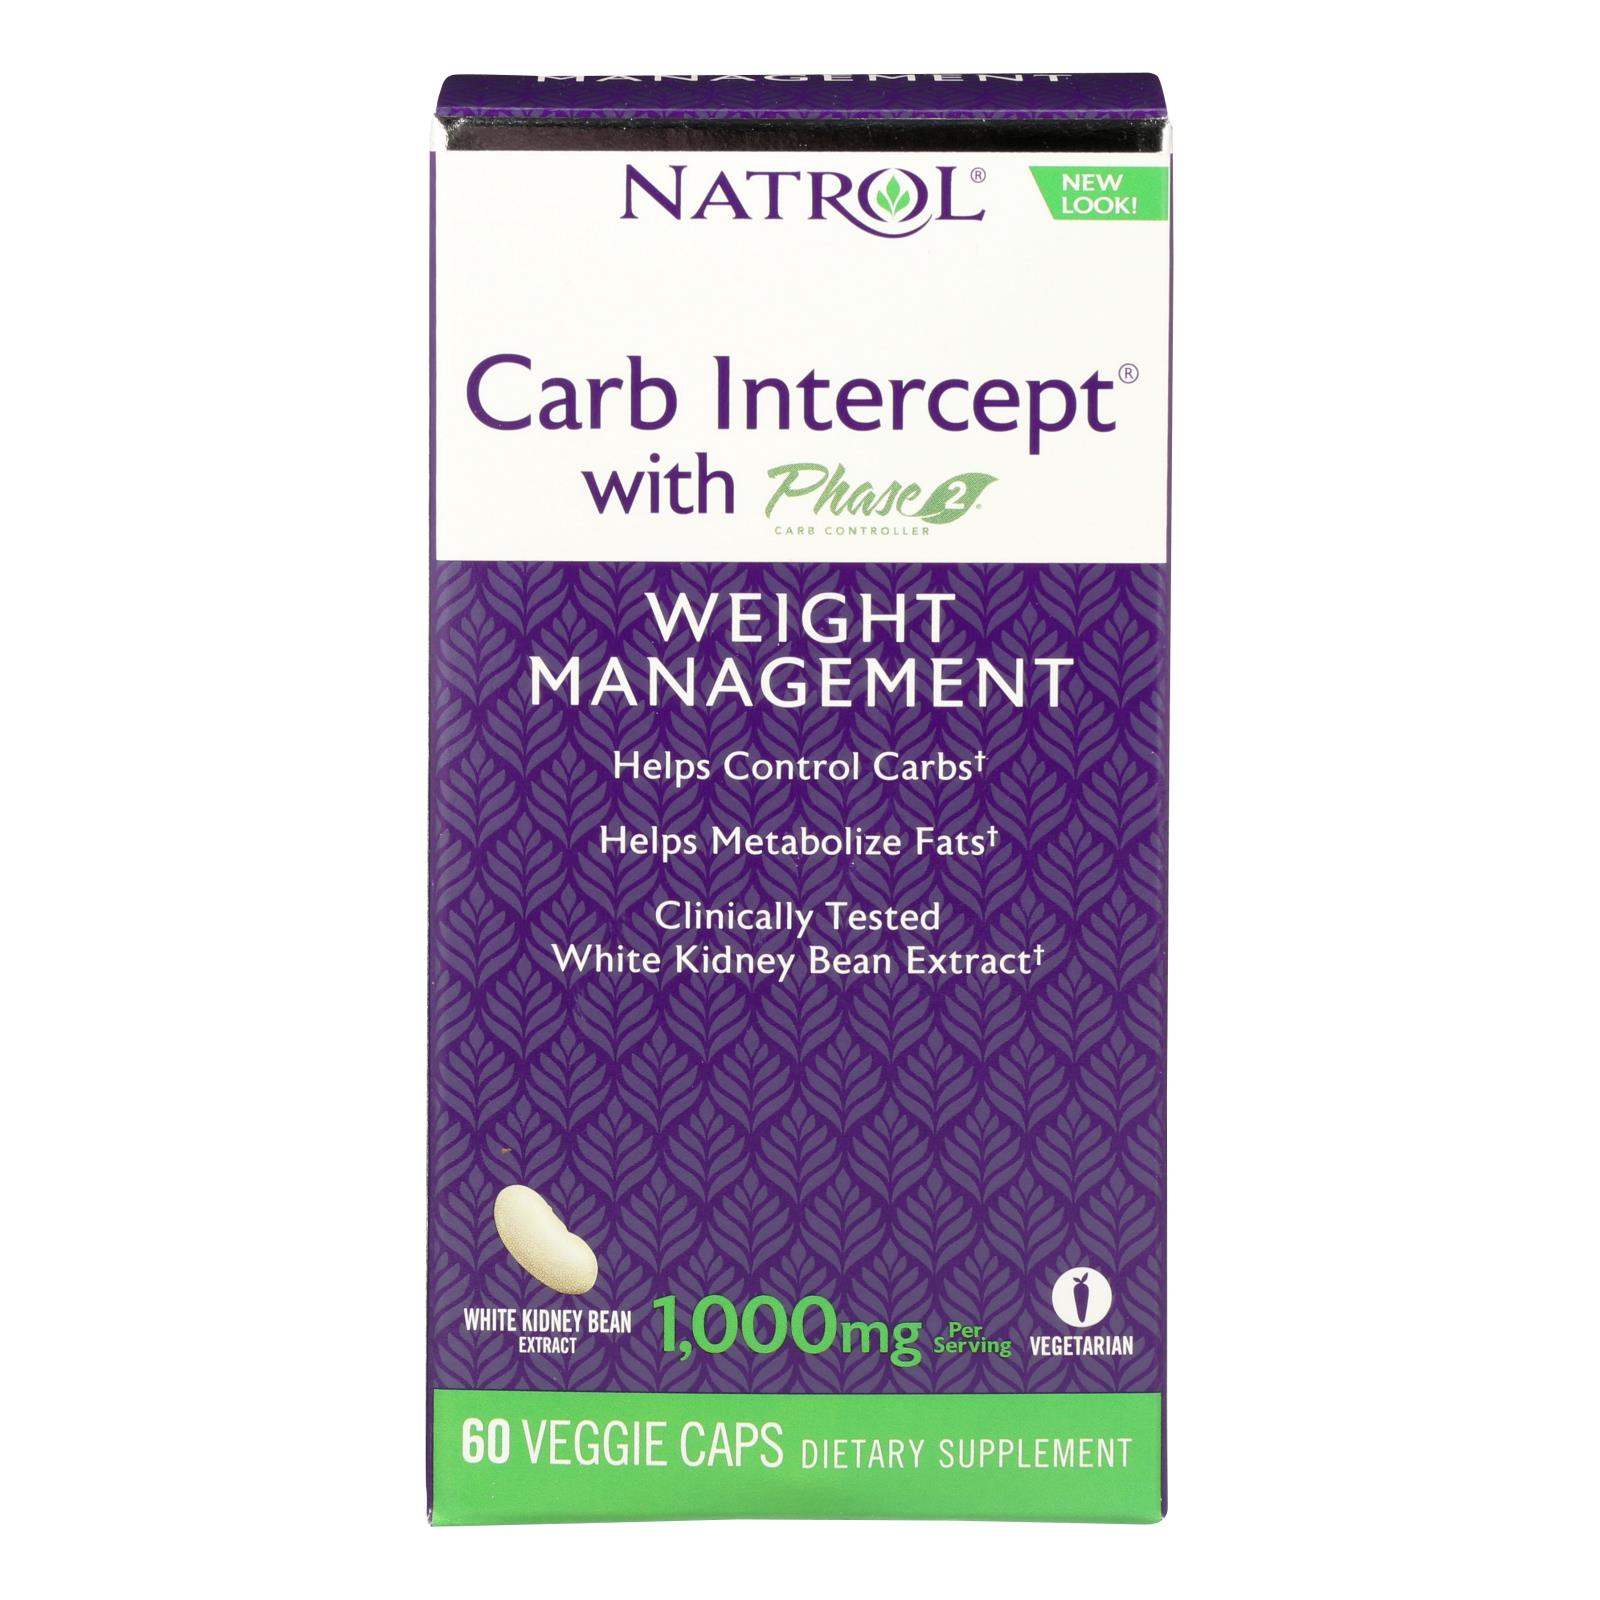 MANAGEMENT
NATROL®
NEW
LOOK!
Carb Intercept®
with Phase 2®
CARB CONTROLLER
WEIGHT
MANAGEMENT
Helps Control Carbs†
Helps Metabolize Fats†
Clinically Tested
White Kidney Bean Extract†
WHITE KIDNEY BEAN
EXTRACT
1,000mg Per
Serving
VEGETARIAN
60 VEGGIE CAPS DIETARY SUPPLEMENT